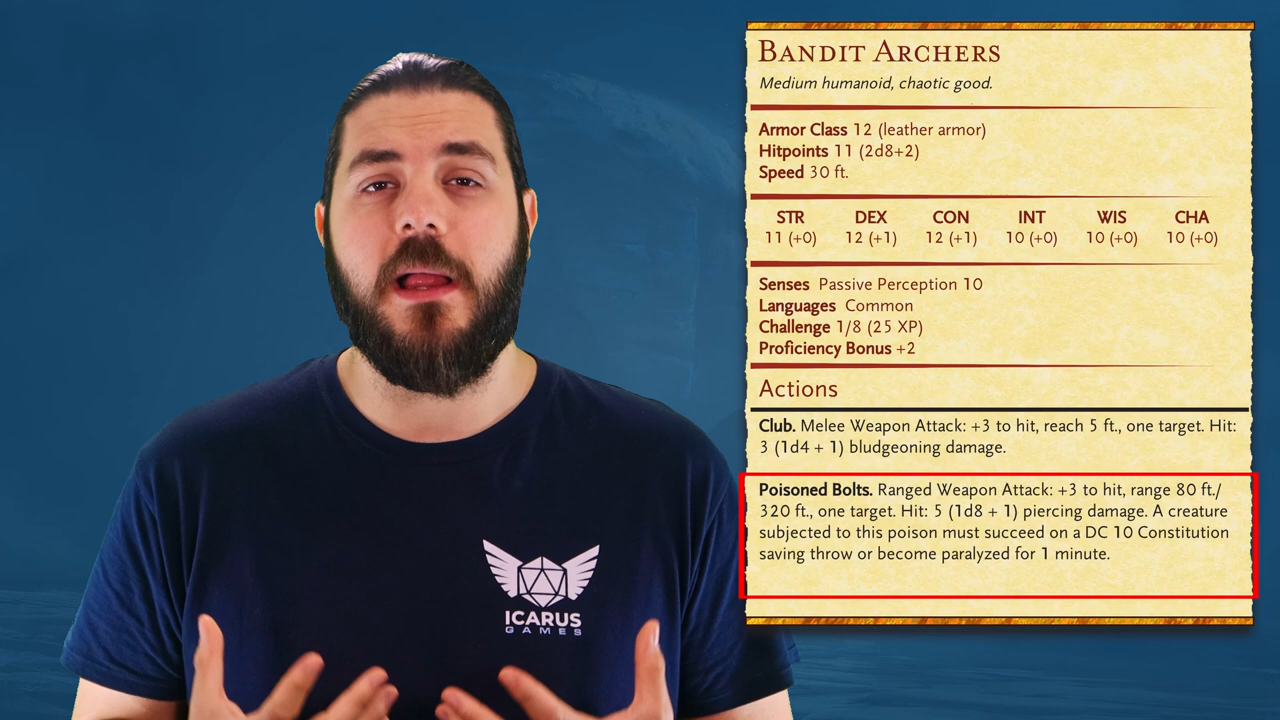 BANDIT ARCHERS
Medium humanoid, chaotic good.
Armor Class 12 (leather armor)
Hitpoints 11 (2d8+2)
Speed 30 ft.
STR DEX CON INT WIS CHA
11 (+0) 12 (+1) 12 (+1) 10 (+0) 10 (+0) 10 (+0)
Senses Passive Perception 10
Languages Common
Challenge 1/8 (25 XP)
Proficiency Bonus +2
Actions
Club. Melee Weapon Attack: +3 to hit, reach 5 ft., one target. Hit:
3 (1d4 + 1) bludgeoning damage.
Poisoned Bolts. Ranged Weapon Attack: +3 to hit, range 80 ft./
320 ft., one target. Hit: 5 (1d8 + 1) piercing damage. A creature
subjected to this poison must succeed on a DC 10 Constitution
saving throw or become paralyzed for 1 minute.
ICARUS
GAMES